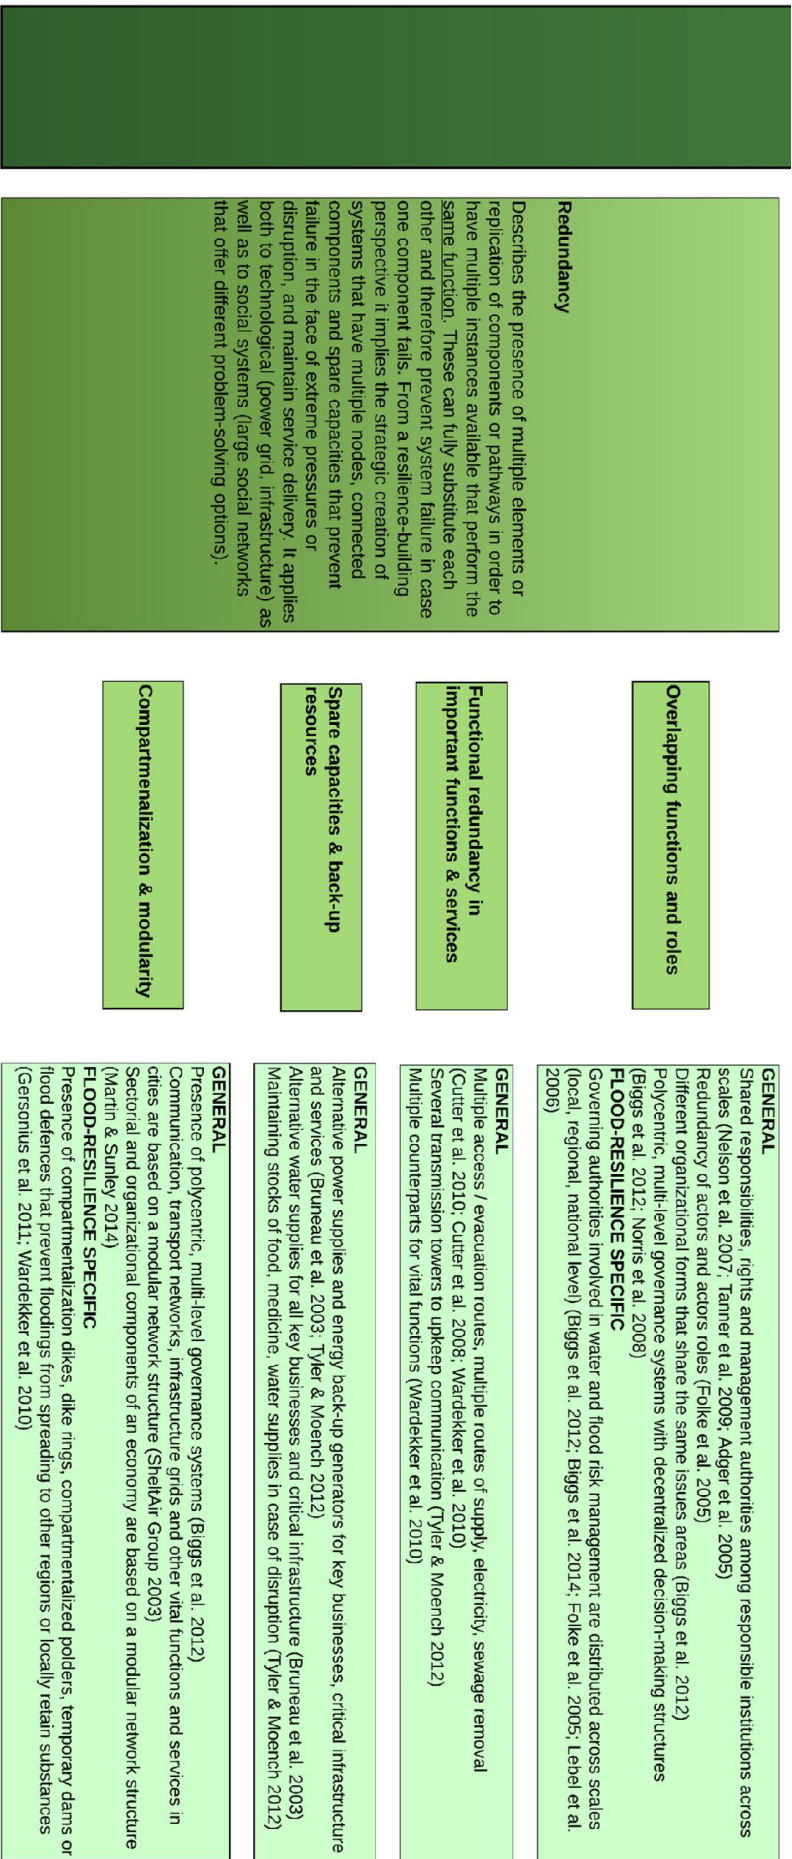 Redundancy
Describes the presence of multiple elements or
replication of components or pathways in order to
have multiple instances available that perform the
same function. These can fully substitute each
other and therefore prevent system failure in case
one component fails. From a resilience-building
perspective it implies the strategic creation of
systems that have multiple nodes, connected
components and spare capacities that prevent
failure in the face of extreme pressures or
disruption, and maintain service delivery. It applies
both to technological (power grid, infrastructure) as
well as to social systems (large social networks
that offer different problem-solving options).
Overlapping functions and roles
GENERAL
Shared responsibilities, rights and management authorities among responsible institutions across
scales (Nelson et al. 2007; Tanner et al. 2009; Adger et al. 2005)
Redundancy of actors and actors roles (Folke et al. 2005)
Different organizational forms that share the same issues areas (Biggs et al. 2012)
Polycentric, multi-level governance systems with decentralized decision-making structures
(Biggs et al. 2012; Norris et al. 2008)
FLOOD-RESILIENCE SPECIFIC
Governing authorities involved in water and flood risk management are distributed across scales
(local, regional, national level) (Biggs et al. 2012; Biggs et al. 2014; Folke et al. 2005; Lebel et al.
2006)
Functional redundancy in
important functions & services
GENERAL
Multiple access / evacuation routes, multiple routes of supply, electricity, sewage removal
(Cutter et al. 2010; Cutter et al. 2008; Wardekker et al. 2010)
Several transmission towers to upkeep communication (Tyler & Moench 2012)
Multiple counterparts for vital functions (Wardekker et al. 2010)
Spare capacities & back-up
resources
GENERAL
Alternative power supplies and energy back-up generators for key businesses, critical infrastructure
and services (Bruneau et al. 2003; Tyler & Moench 2012)
Alternative water supplies for all key businesses and critical infrastructure (Bruneau et al. 2003)
Maintaining stocks of food, medicine, water supplies in case of disruption (Tyler & Moench 2012)
Compartmenalization & modularity
GENERAL
Presence of polycentric, multi-level governance systems (Biggs et al. 2012)
Communication, transport networks, infrastructure grids and other vital functions and services in
cities are based on a modular network structure (SheltAir Group 2003)
Sectorial and organizational components of an economy are based on a modular network structure
(Martin & Sunley 2014)
FLOOD-RESILIENCE SPECIFIC
Presence of compartmentalization dikes, dike rings, compartmentalized polders, temporary dams or
flood defences that prevent floodings from spreading to other regions or locally retain substances
(Gersonius et al. 2011; Wardekker et al. 2010)